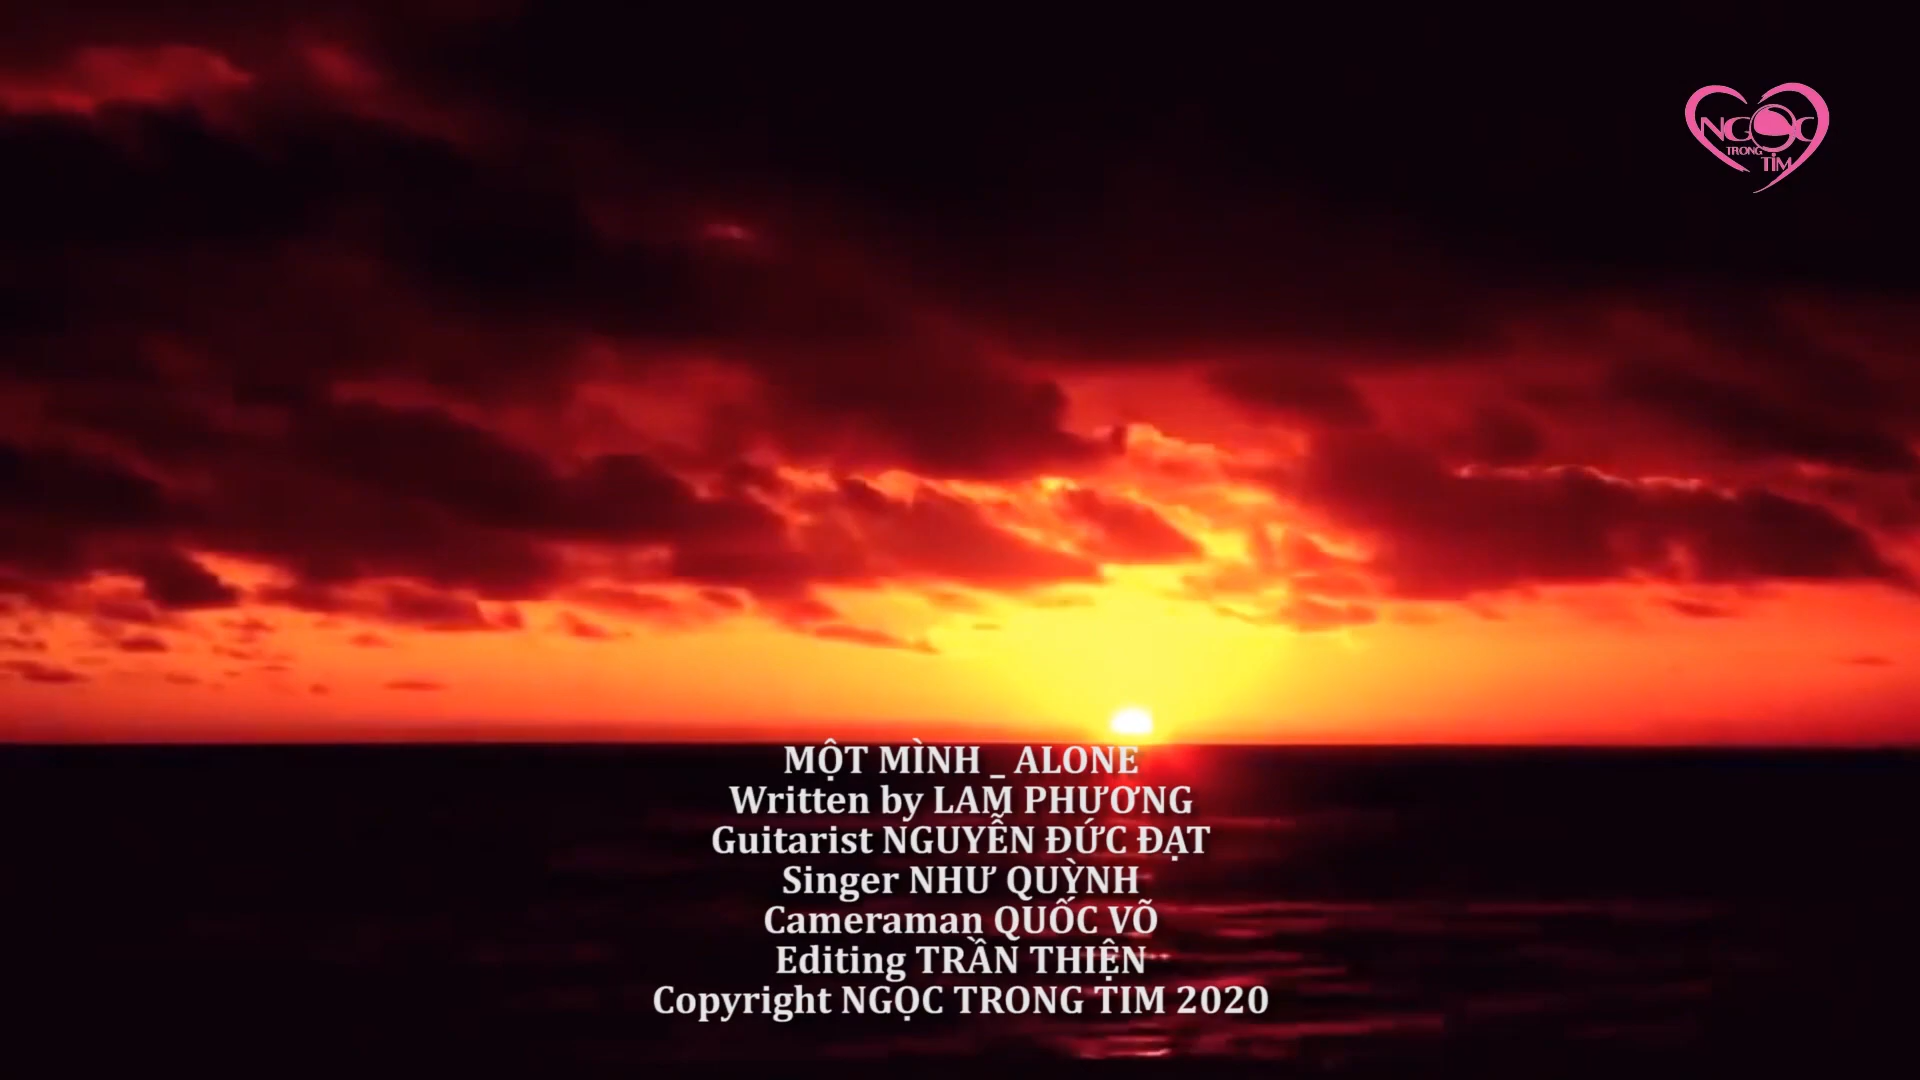 NGỌC
TRONG
TIM
MỘT MÌNH _ ALONE
Written by LAM PHƯƠNG
Guitarist NGUYỄN ĐỨC ĐẠT
Singer NHƯ QUỲNH
Cameraman QUỐC VÕ
Editing TRẦN THIỆN
Copyright NGỌC TRONG TIM 2020